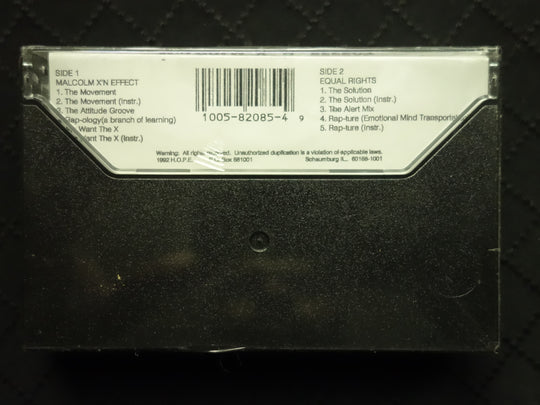 SIDE 1
MALCOLM X'N EFFECT
1. The Movement
2. The Movement (Instr.)
3. The Attitude Groove
Rap-ology(a branch of learning)
Want The X
Want The X (Instr.)
1005-82085-4 9
SIDE 2
EQUAL RIGHTS
1. The Solution
2. The Solution (Instr.)
3. The Alert Mix
4. Rap-ture (Emotional Mind Transportation
5. Rap-ture (Instr.)
Warning: All rights reserved. Unauthorized duplication is a violation of applicable laws.
1992 H.O.P.E. P.O. Box 681001 Schaumburg IL. 60168-1001